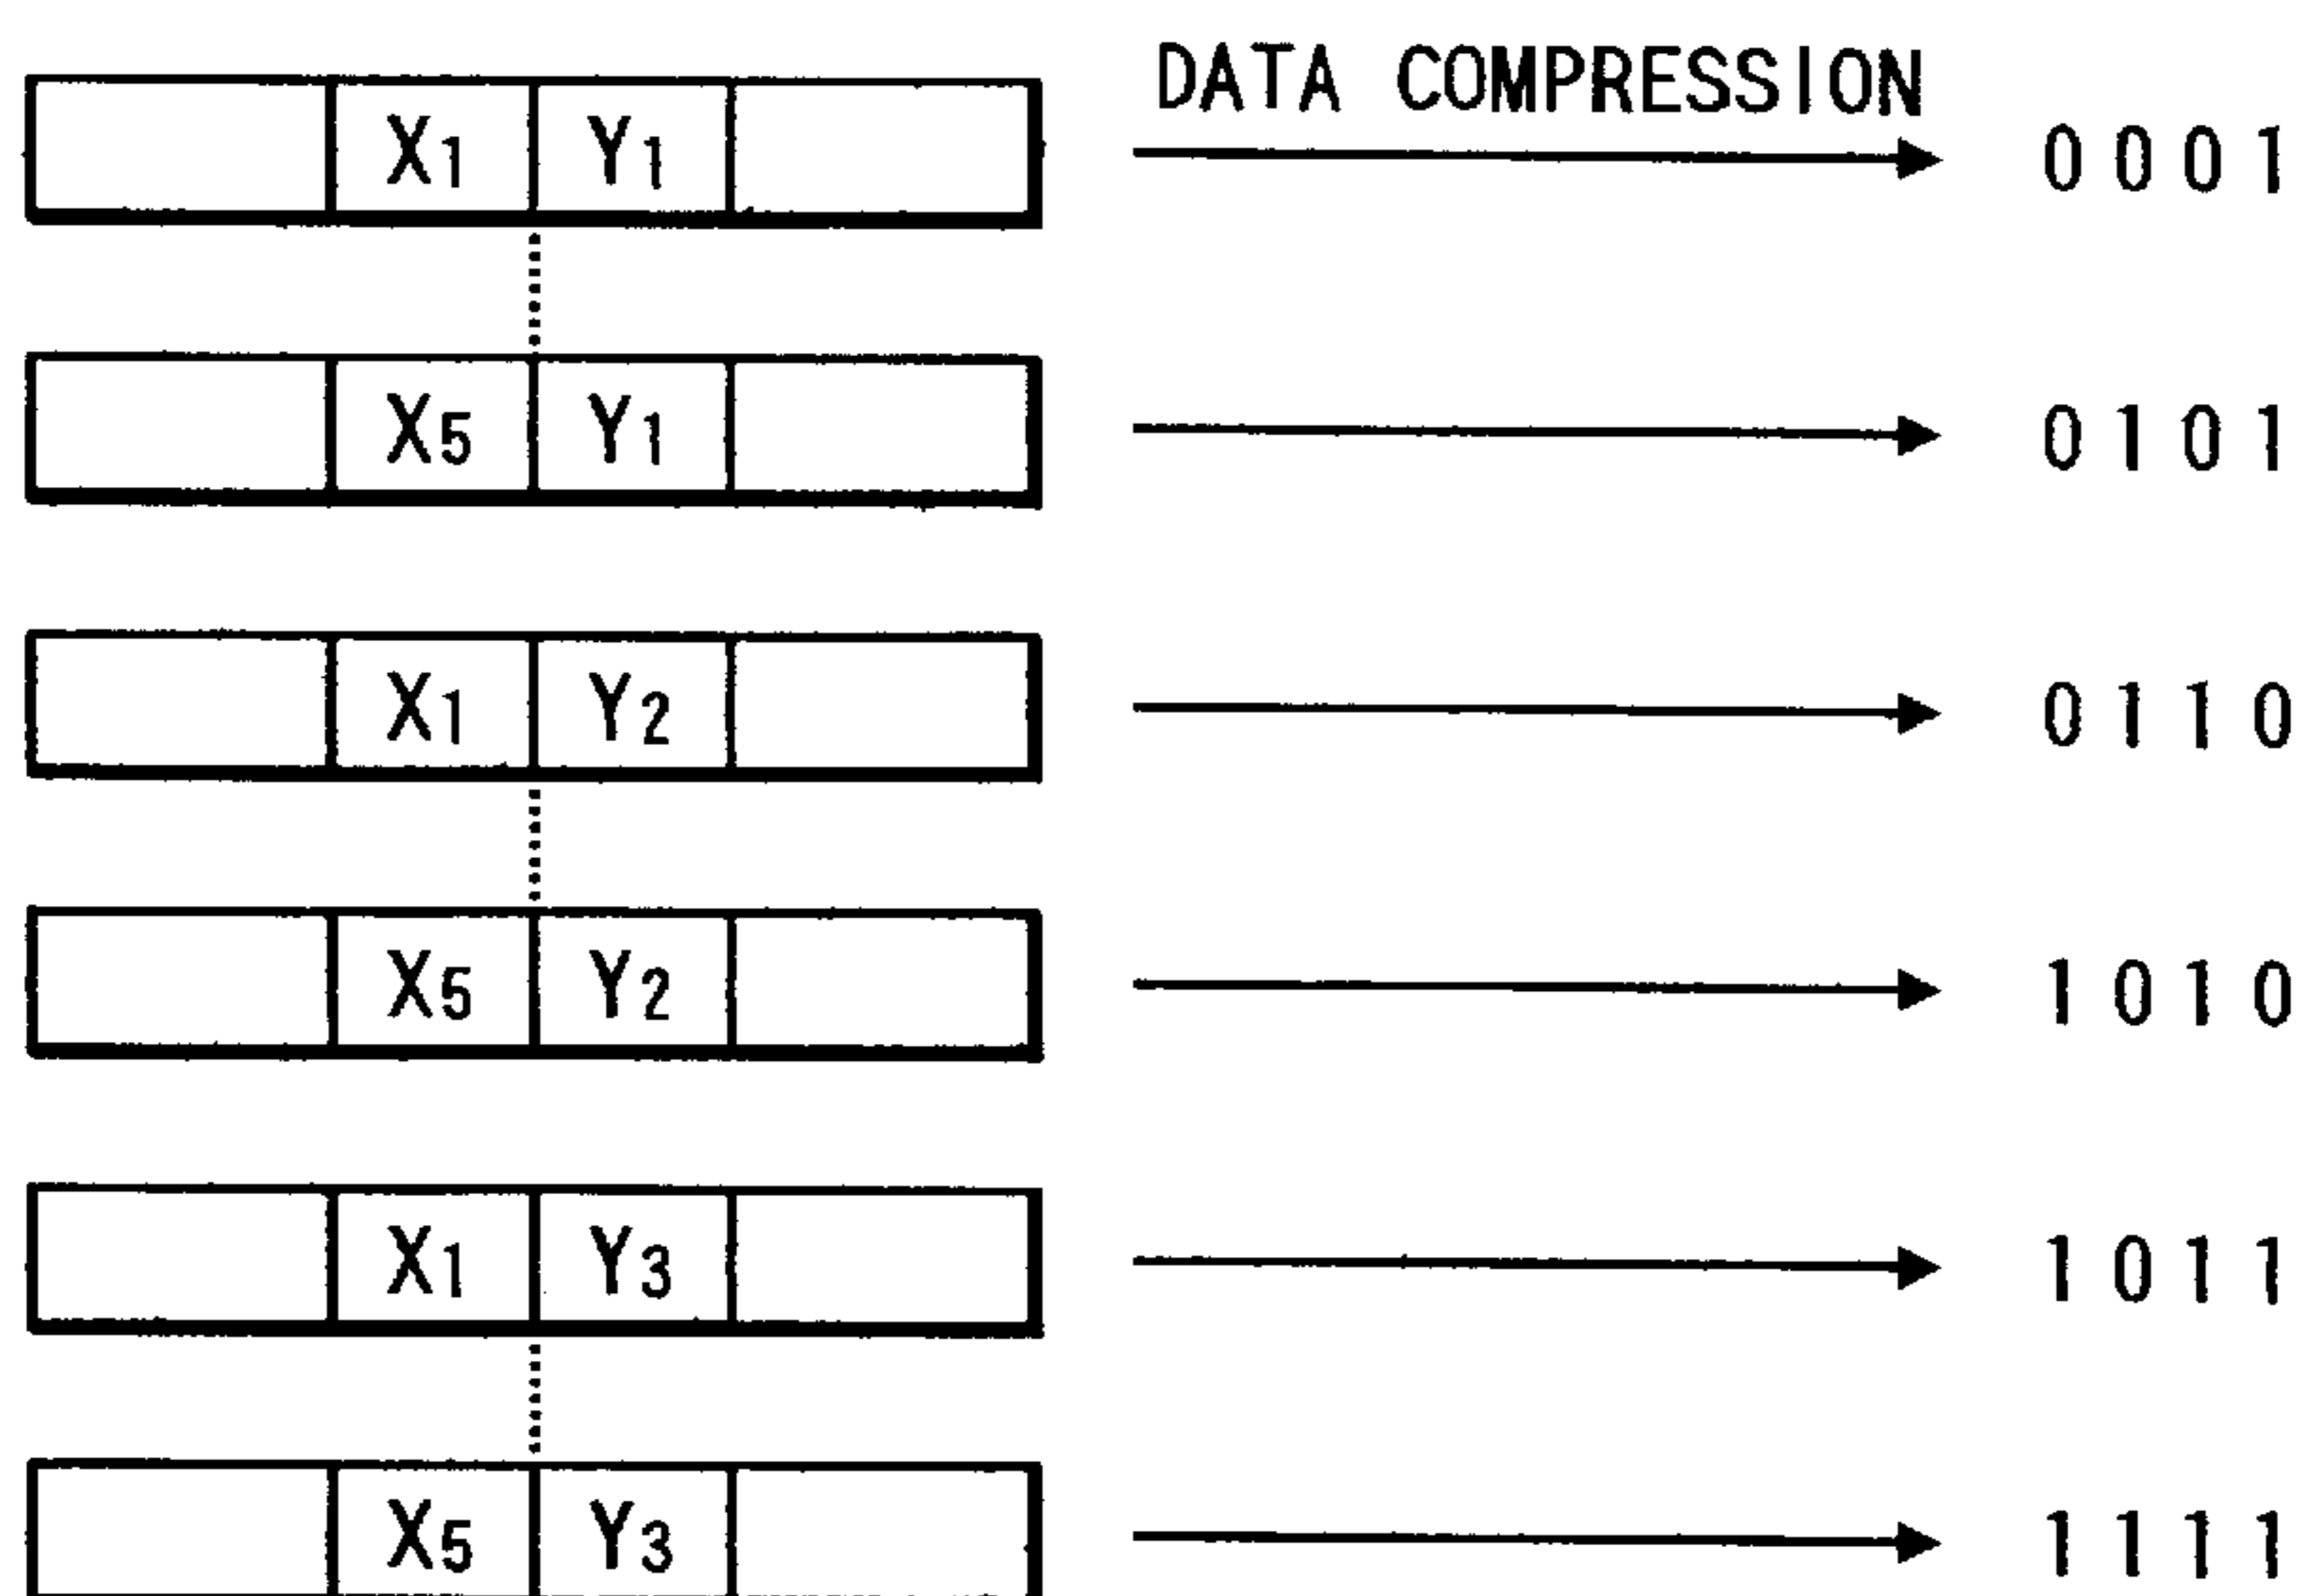 DATA COMPRESSION
X1 Y1 0001
X5 Y1 0101
X1 Y2 0110
X5 Y2 1010
X1 Y3 1011
X5 Y3 1111